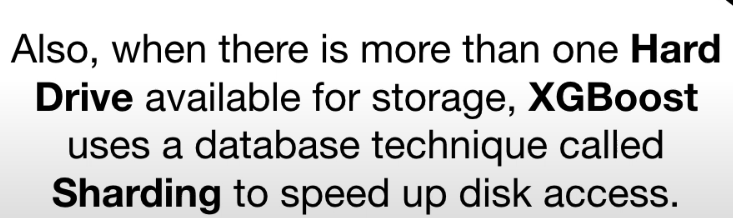 Also, when there is more than one Hard
Drive available for storage, XGBoost
uses a database technique called
Sharding to speed up disk access.